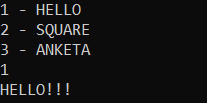 1 - HELLO
2 - SQUARE
3 - ANKETA
1
HELLO!!!